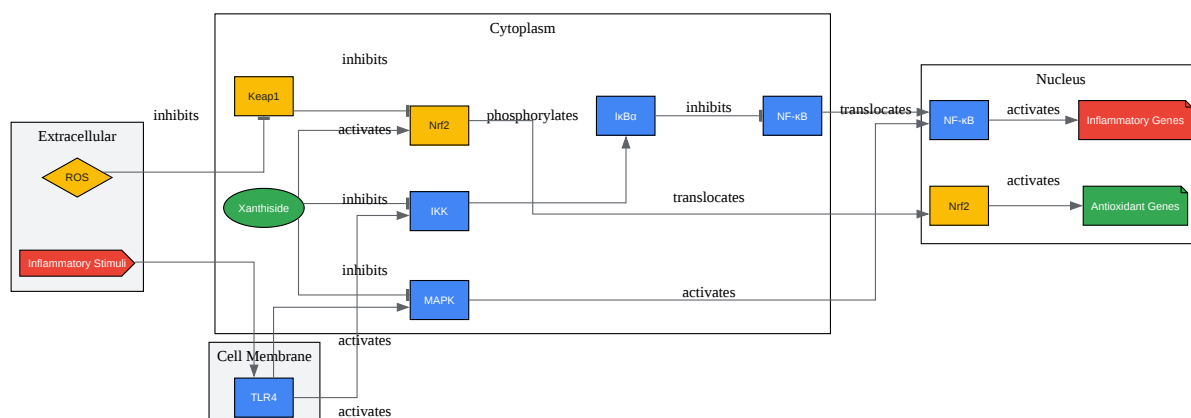 Cytoplasm
inhibits
Nucleus
Keap1
inhibits
Extracellular
activates
Nrf2
phosphorylates
IκBα
inhibits
NF-κB
translocates
NF-κB
activates
Inflammatory Genes
ROS
Xanthiside
inhibits
IKK
translocates
Nrf2
activates
Antioxidant Genes
Inflammatory Stimuli
inhibits
MAPK
activates
activates
Cell Membrane
TLR4
activates